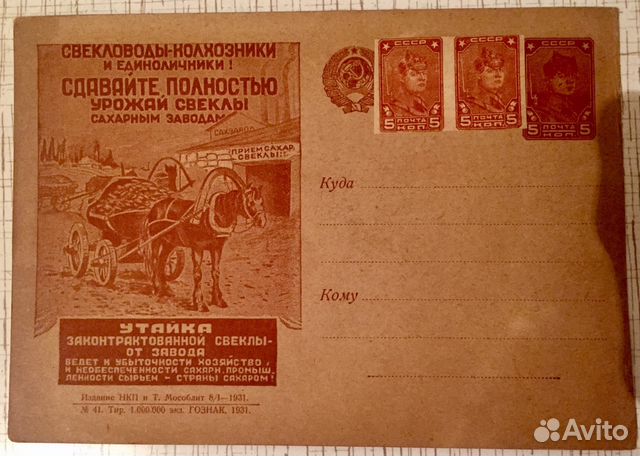 СВЕКЛОВОДЫ-КОЛХОЗНИКИ
И ЕДИНОЛИЧНИКИ!
СДАВАЙТЕ ПОЛНОСТЬЮ
УРОЖАЙ СВЕКЛЫ
САХАРНЫМ ЗАВОДАМ
САХЗАВОД
ПРИЕМ САХАР.
СВЕКЛЫ
УТАЙКА
ЗАКОНТРАКТОВАННОЙ СВЕКЛЫ-
ОТ ЗАВОДА
ВЕДЕТ К УБЫТОЧНОСТИ ХОЗЯЙСТВО,
И НЕОБЕСПЕЧЕННОСТИ САХАРН. ПРОМЫШ.
ЛЕННОСТИ СЫРЬЕМ - СТРАНЫ САХАРОМ!
Издание НКП и Т. Мособлит 8/I—1931.
№ 41. Тир. 1.000.000 экз. ГОЗНАК. 1931.
СССР
5 ПОЧТА 5
КОП.
СССР
5 ПОЧТА 5
КОП.
СССР
5 ПОЧТА 5
КОП.
Куда
Кому
Avito